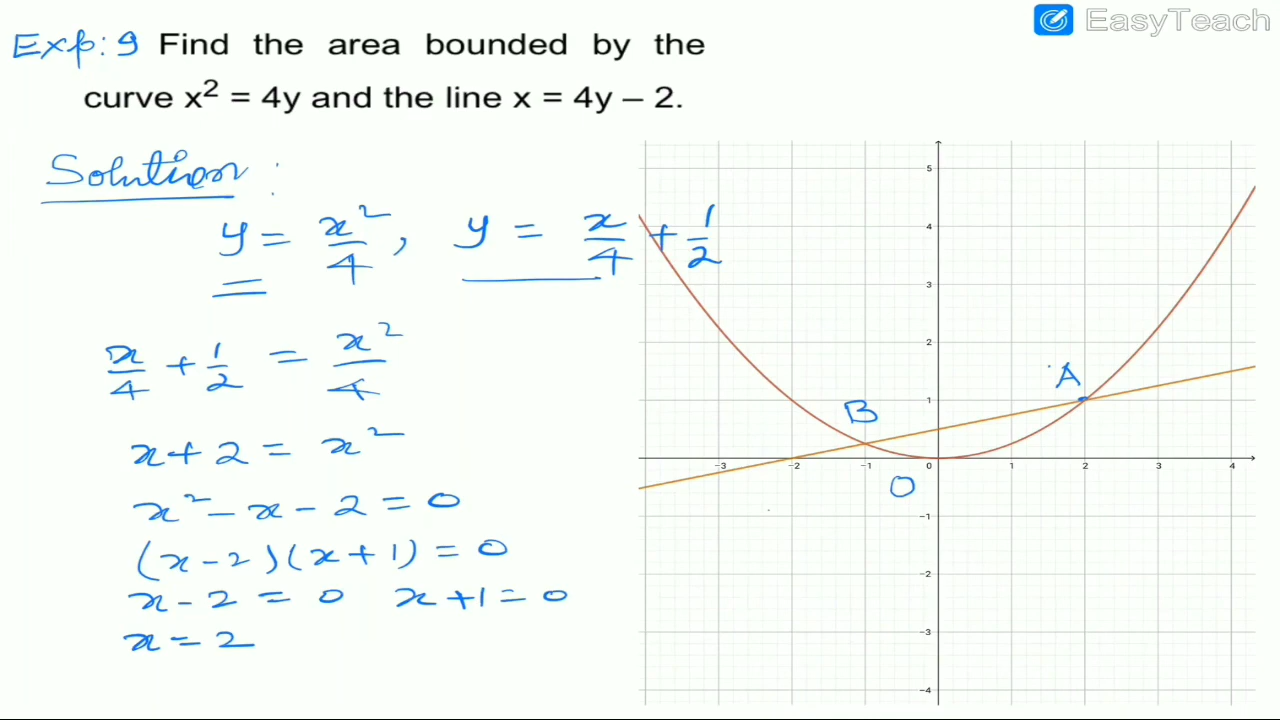 EasyTeach
Exp: 9 Find the area bounded by the
curve x² = 4y and the line x = 4y – 2.
Solution :
y = x²/4 , y = x/4 + 1/2
x/4 + 1/2 = x²/4
x + 2 = x²
x² – x – 2 = 0
(x – 2)(x + 1) = 0
x – 2 = 0 x + 1 = 0
x = 2
5
4
3
2
A
1
B
−3 −2 −1 0 1 2 3 4
O
−1
−2
−3
−4